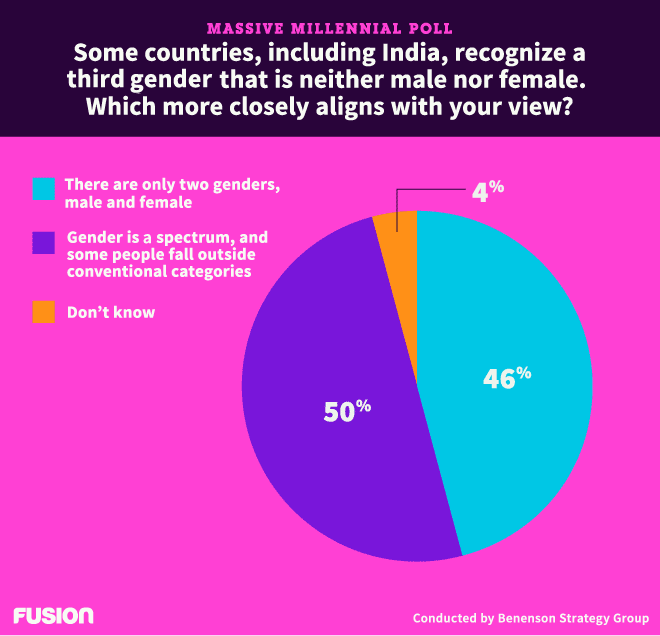 MASSIVE MILLENNIAL POLL
Some countries, including India, recognize a
third gender that is neither male nor female.
Which more closely aligns with your view?
There are only two genders,
male and female
Gender is a spectrum, and
some people fall outside
conventional categories
Don't know
4%
46%
50%
FUSION
Conducted by Benenson Strategy Group